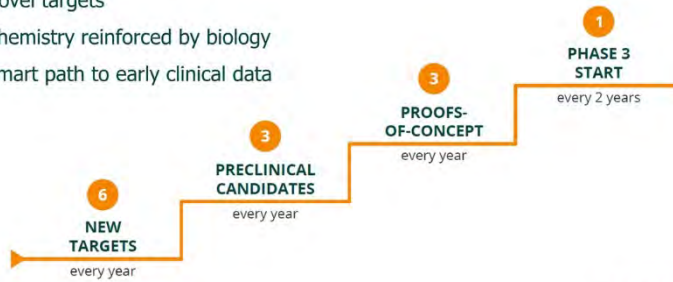 over targets
hemistry reinforced by biology
mart path to early clinical data
1
PHASE 3
START
every 2 years
3
PROOFS-
OF-CONCEPT
every year
3
PRECLINICAL
CANDIDATES
every year
6
NEW
TARGETS
every year